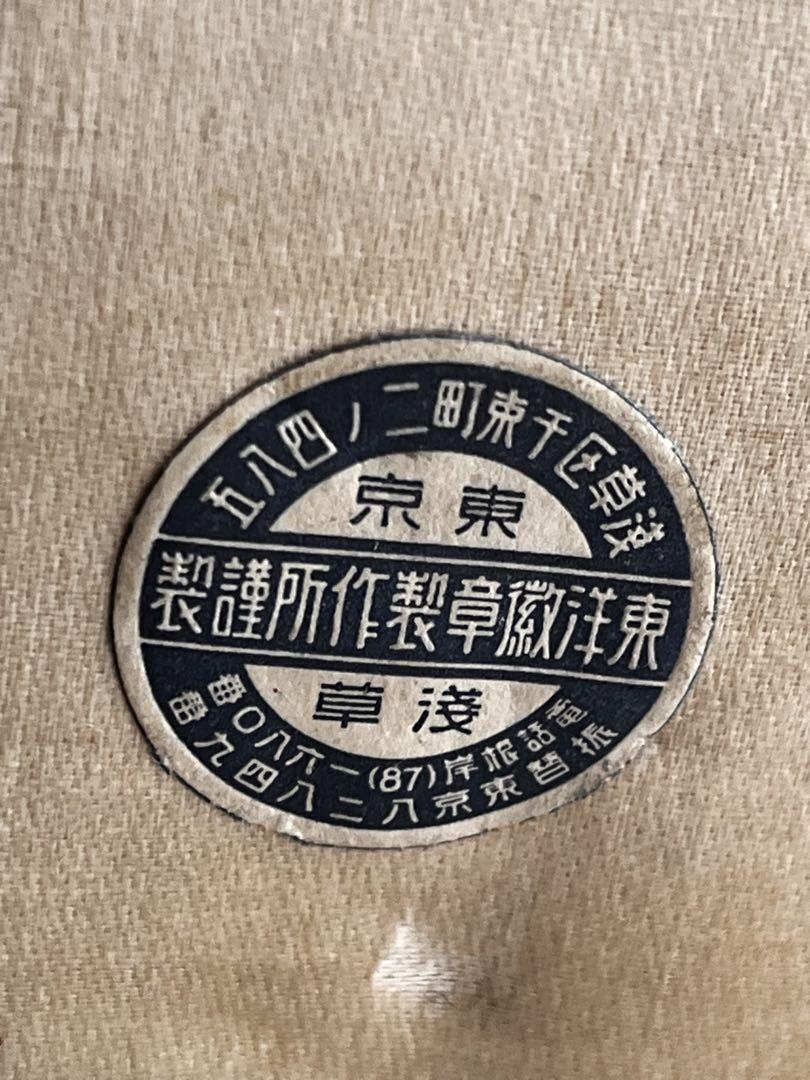 淺草区千束町二ノ四八五
東京
東洋徽章製作所謹製
淺草
電話根岸(87)一六八〇番
振替東京八二八四九番